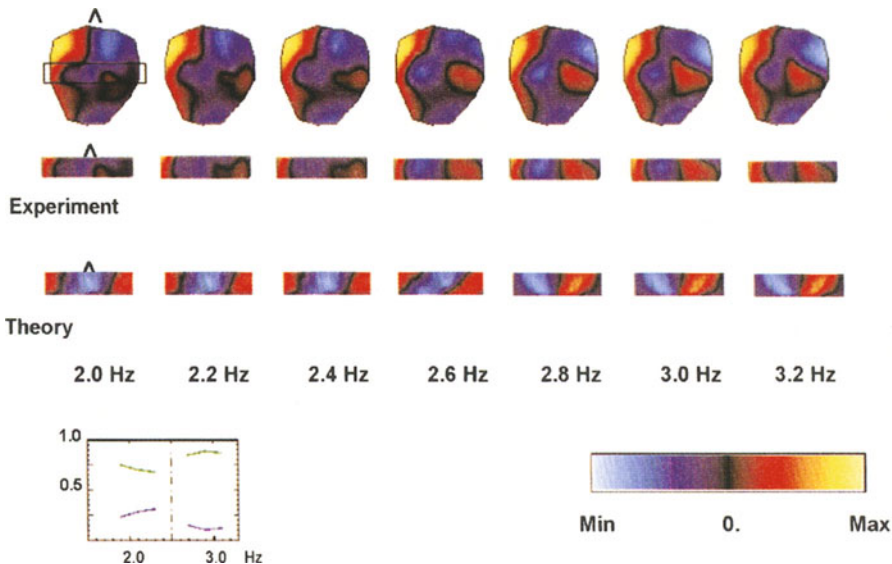 ^
^
Experiment
^
Theory
2.0 Hz 2.2 Hz 2.4 Hz 2.6 Hz 2.8 Hz 3.0 Hz 3.2 Hz
1.0
0.5
2.0 3.0 Hz
Min 0. Max